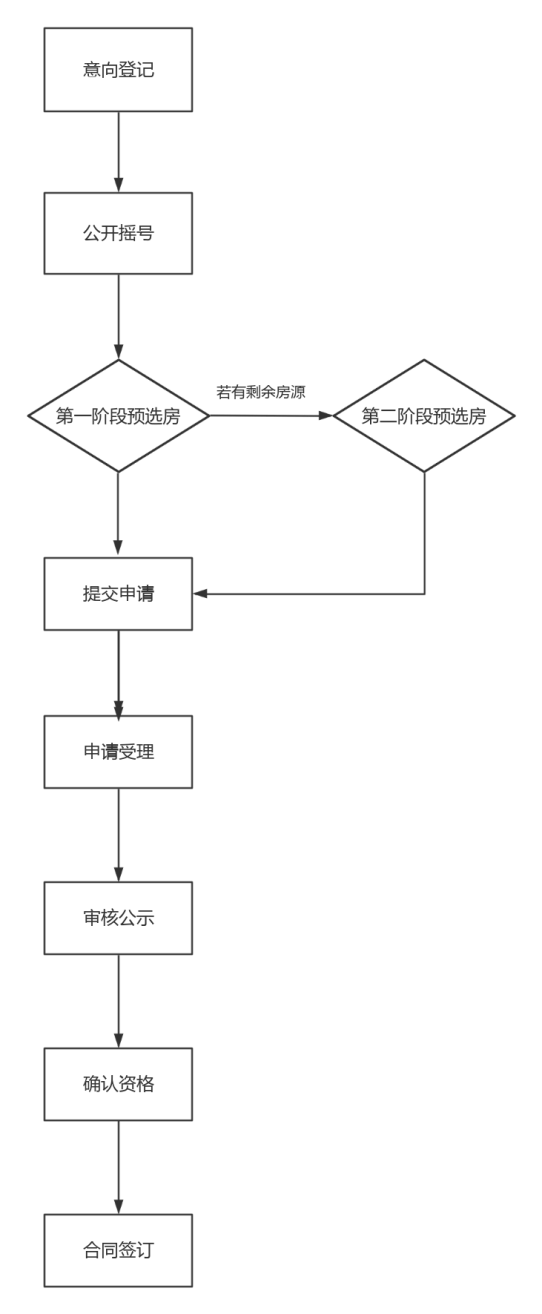 意向登记
公开摇号
第一阶段预选房
若有剩余房源
第二阶段预选房
提交申请
申请受理
审核公示
确认资格
合同签订